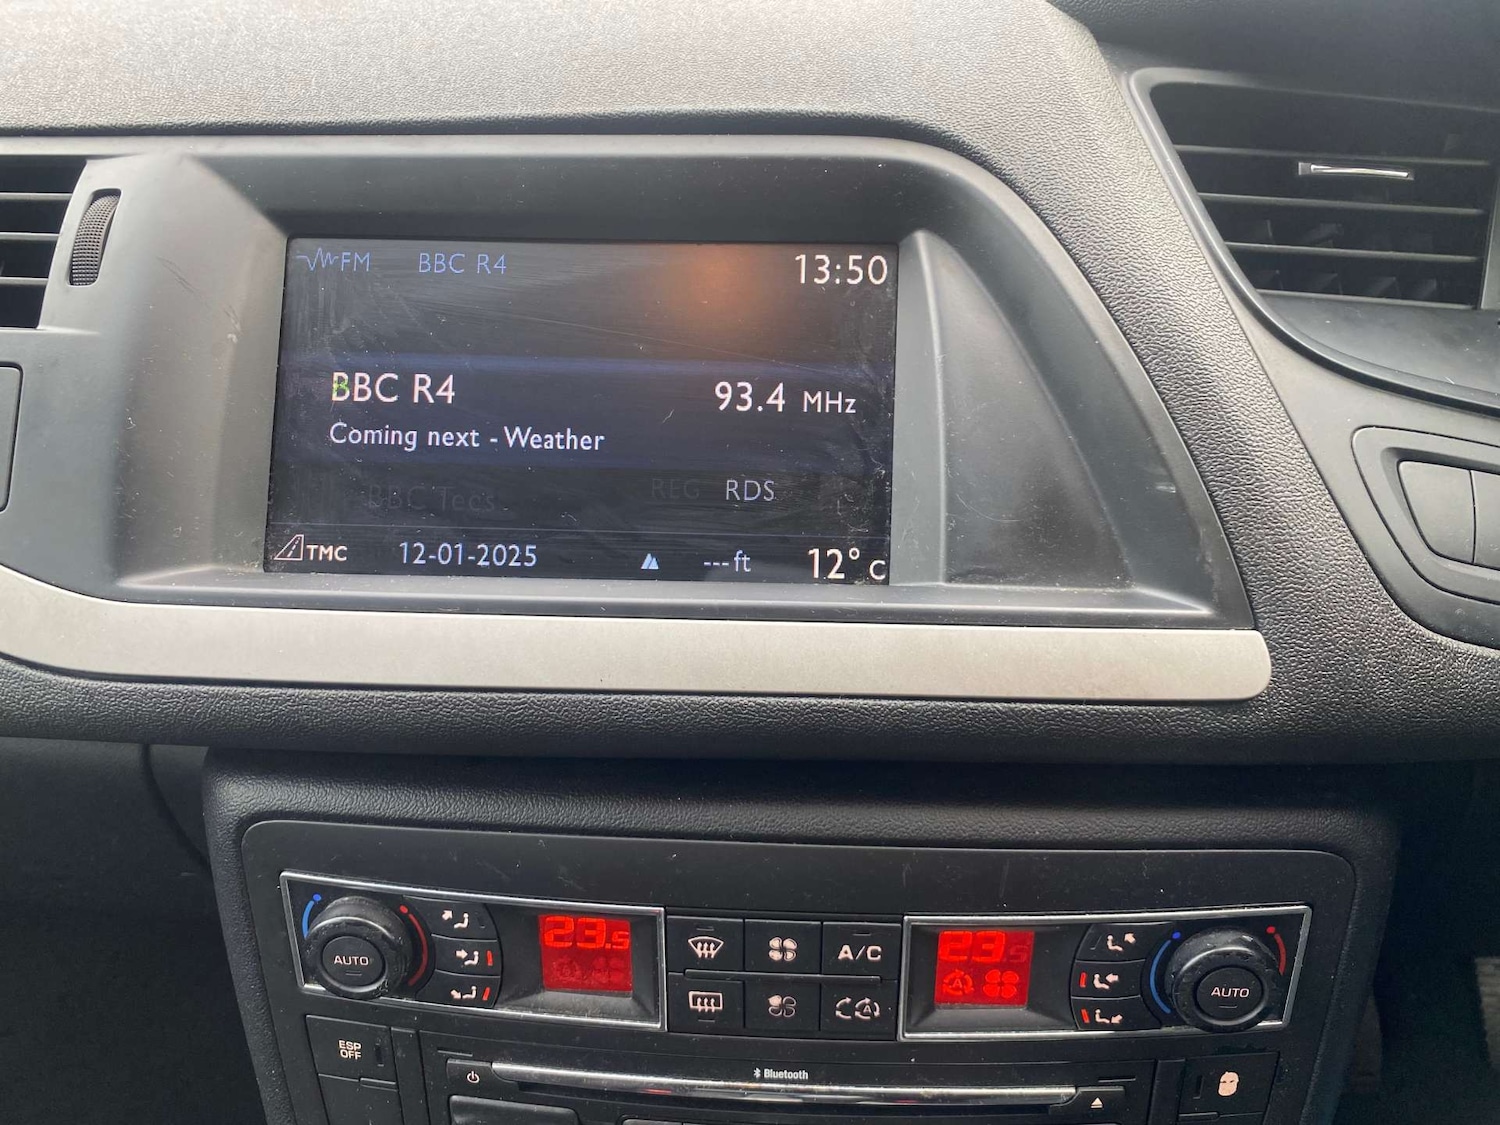 FM BBC R4 13:50
BBC R4 93.4 MHz
Coming next - Weather
BBC REG RDS
TMC 12-01-2025 ---ft 12° C
AUTO 23.5 A/C 23.5 AUTO
A A
ESP
OFF
Bluetooth